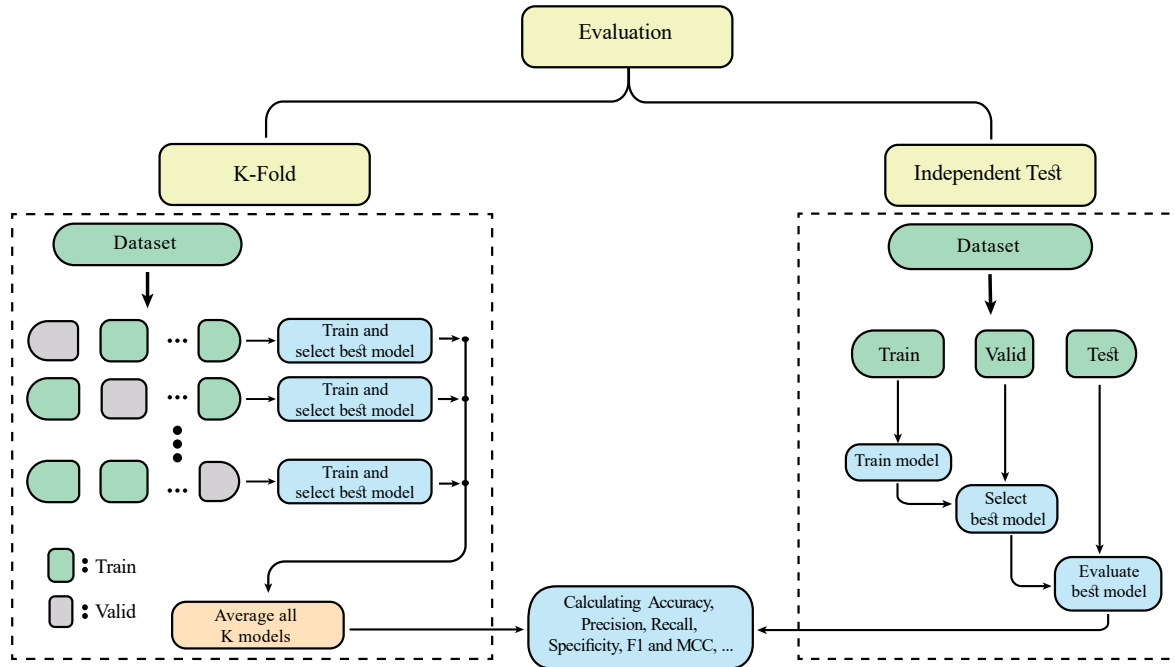 Evaluation
K-Fold
Independent Test
Dataset
Train and
select best model
Train and
select best model
...
Train and
select best model
: Train
: Valid
Average all
K models
Dataset
Train
Valid
Test
Train model
Select
best model
Evaluate
best model
Calculating Accuracy,
Precision, Recall,
Specificity, F1 and MCC, ...